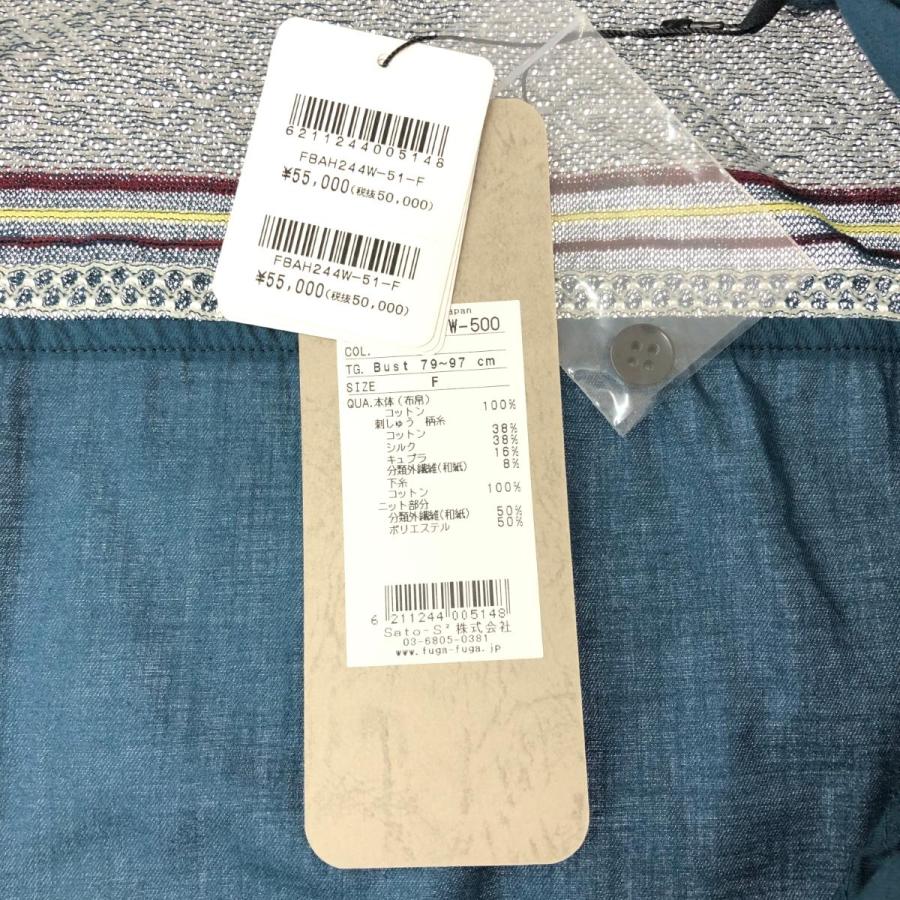 6211244005148
FBAH244W-51-F
¥55,000(税抜50,000)
FBAH244W-51-F
¥55,000(税抜50,000)
W-500
COL.
TG. Bust 79~97 cm
SIZE F
QUA.本体(布帛)
コットン 100%
刺しゅう 柄糸
コットン 38%
シルク 38%
キュプラ 16%
分類外繊維(和紙) 8%
下糸
コットン 100%
ニット部分
分類外繊維(和紙) 50%
ポリエステル 50%
6 211244 005148
Sato-S²株式会社
03-6805-0381
www.fuga-fuga.jp